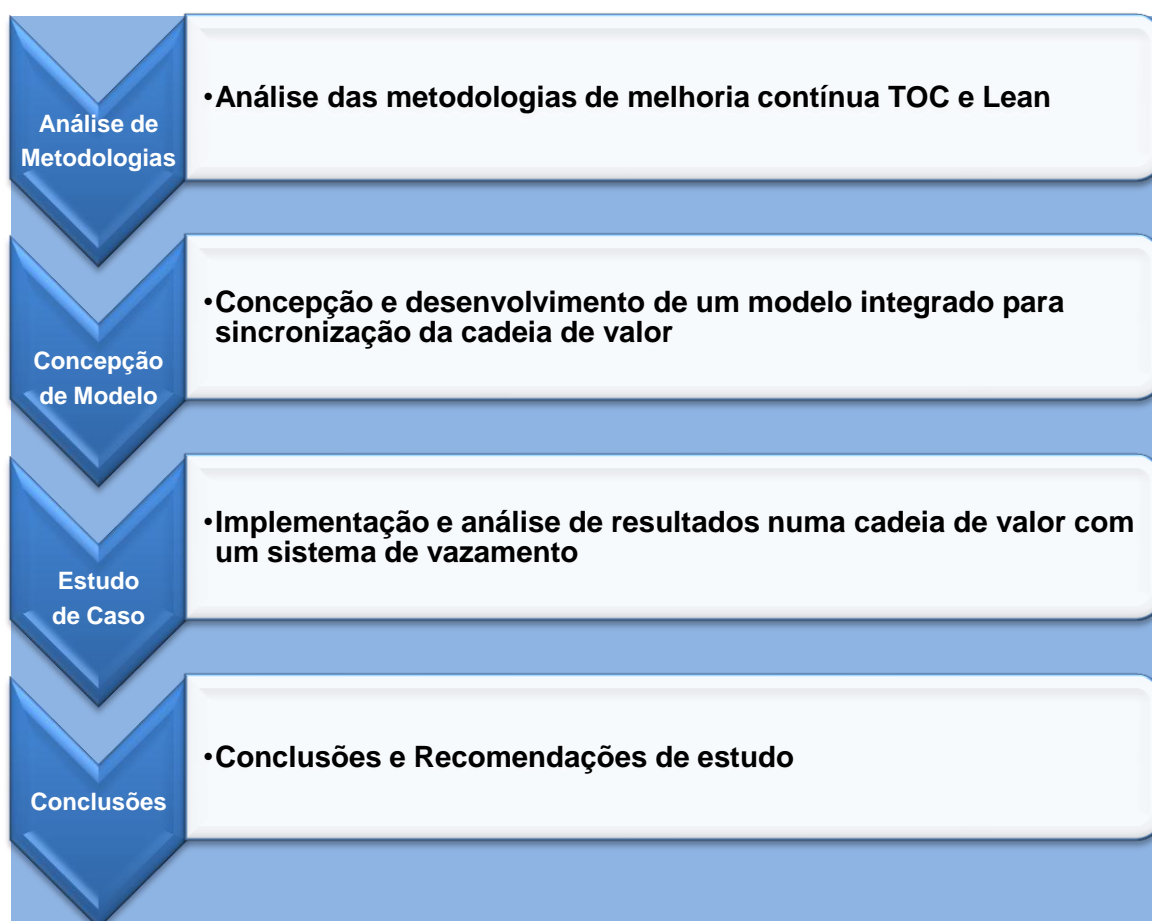 Análise de
Metodologias
•Análise das metodologias de melhoria contínua TOC e Lean
Concepção
de Modelo
•Concepção e desenvolvimento de um modelo integrado para
sincronização da cadeia de valor
Estudo
de Caso
•Implementação e análise de resultados numa cadeia de valor com
um sistema de vazamento
Conclusões
•Conclusões e Recomendações de estudo